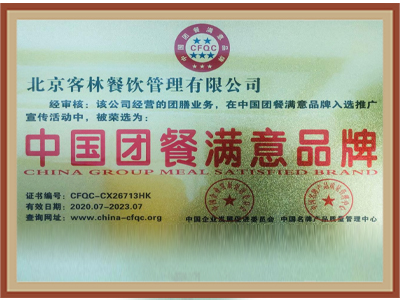 CFQC
北京客林餐饮管理有限公司
经审核：该公司经营的团膳业务，在中国团餐满意品牌入选推广
宣传活动中，被荣选为：
中国团餐满意品牌
CHINA GROUP MEAL SATISFIED BRAND
证书编号：CFQC-CX26713HK
有效日期：2020.07-2023.07
查询网址：www.china-cfqc.org
中国企业发展促进委员会 中国名牌产品质量管理中心